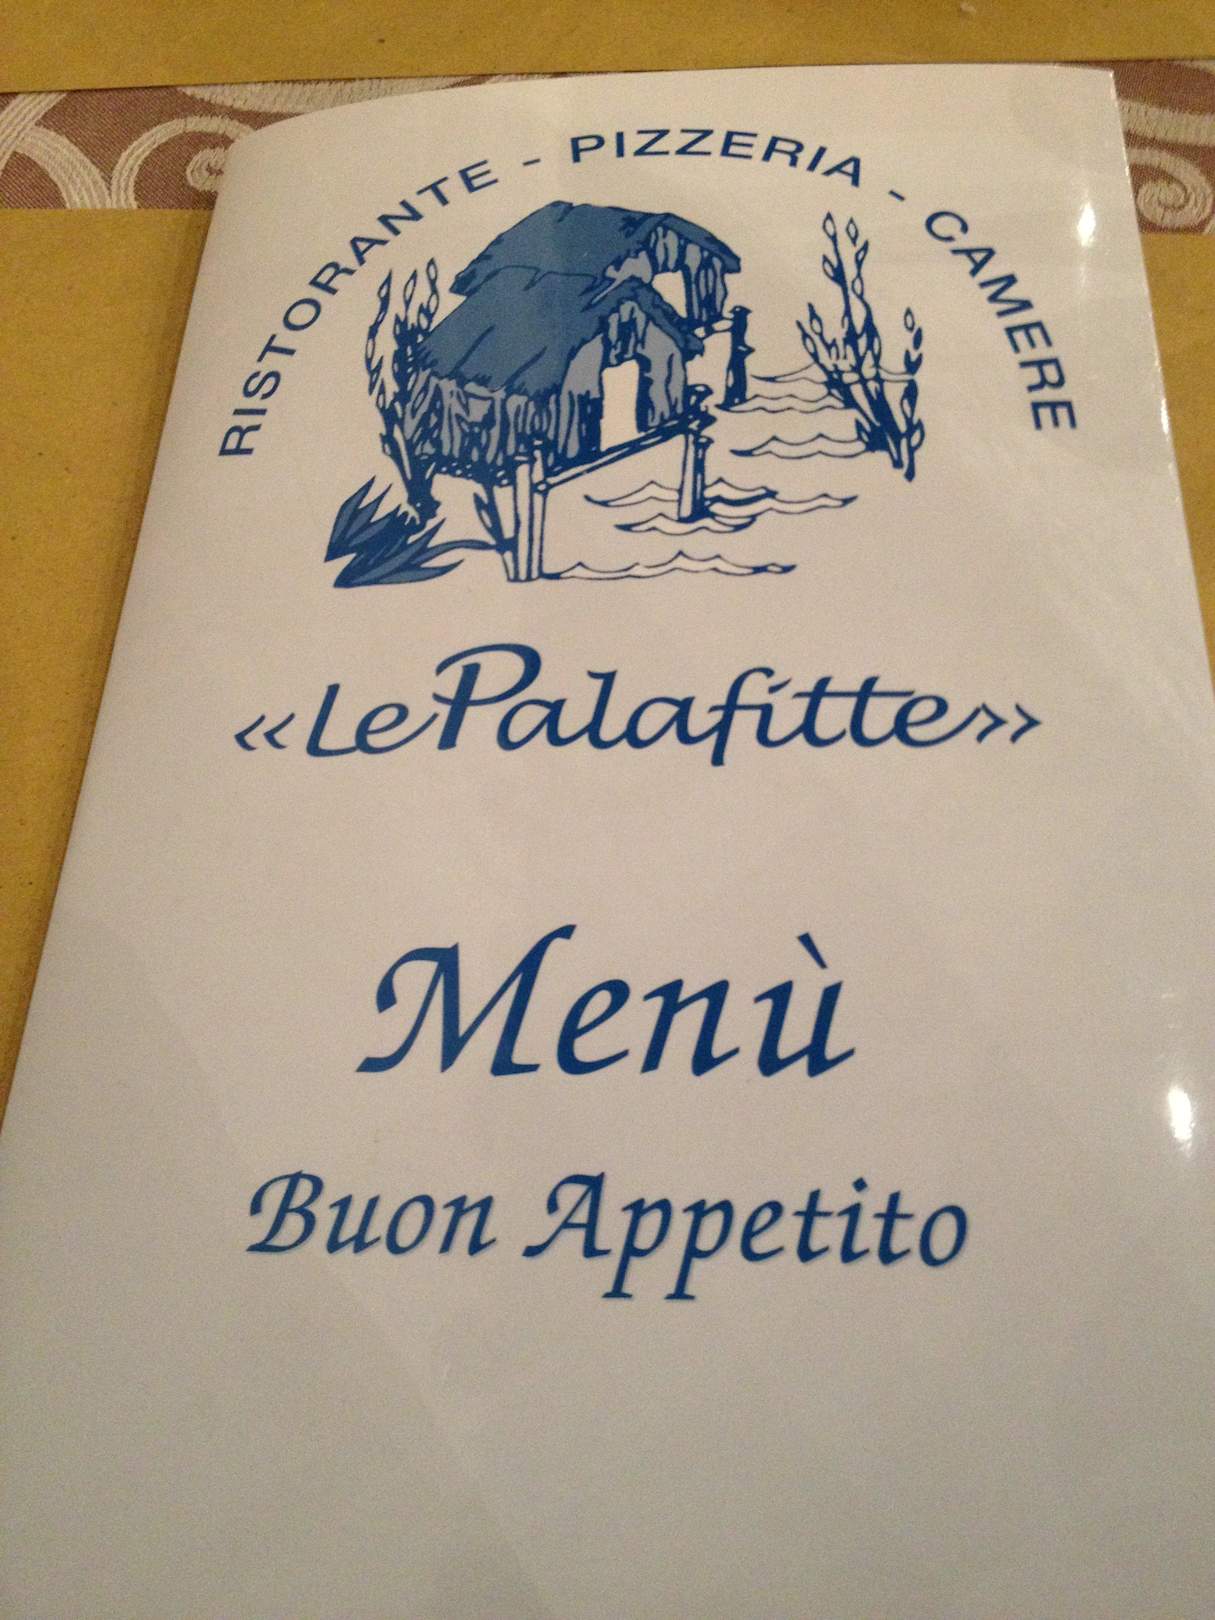 RISTORANTE - PIZZERIA - CAMERE
«Le Palafitte»
Menù
Buon Appetito